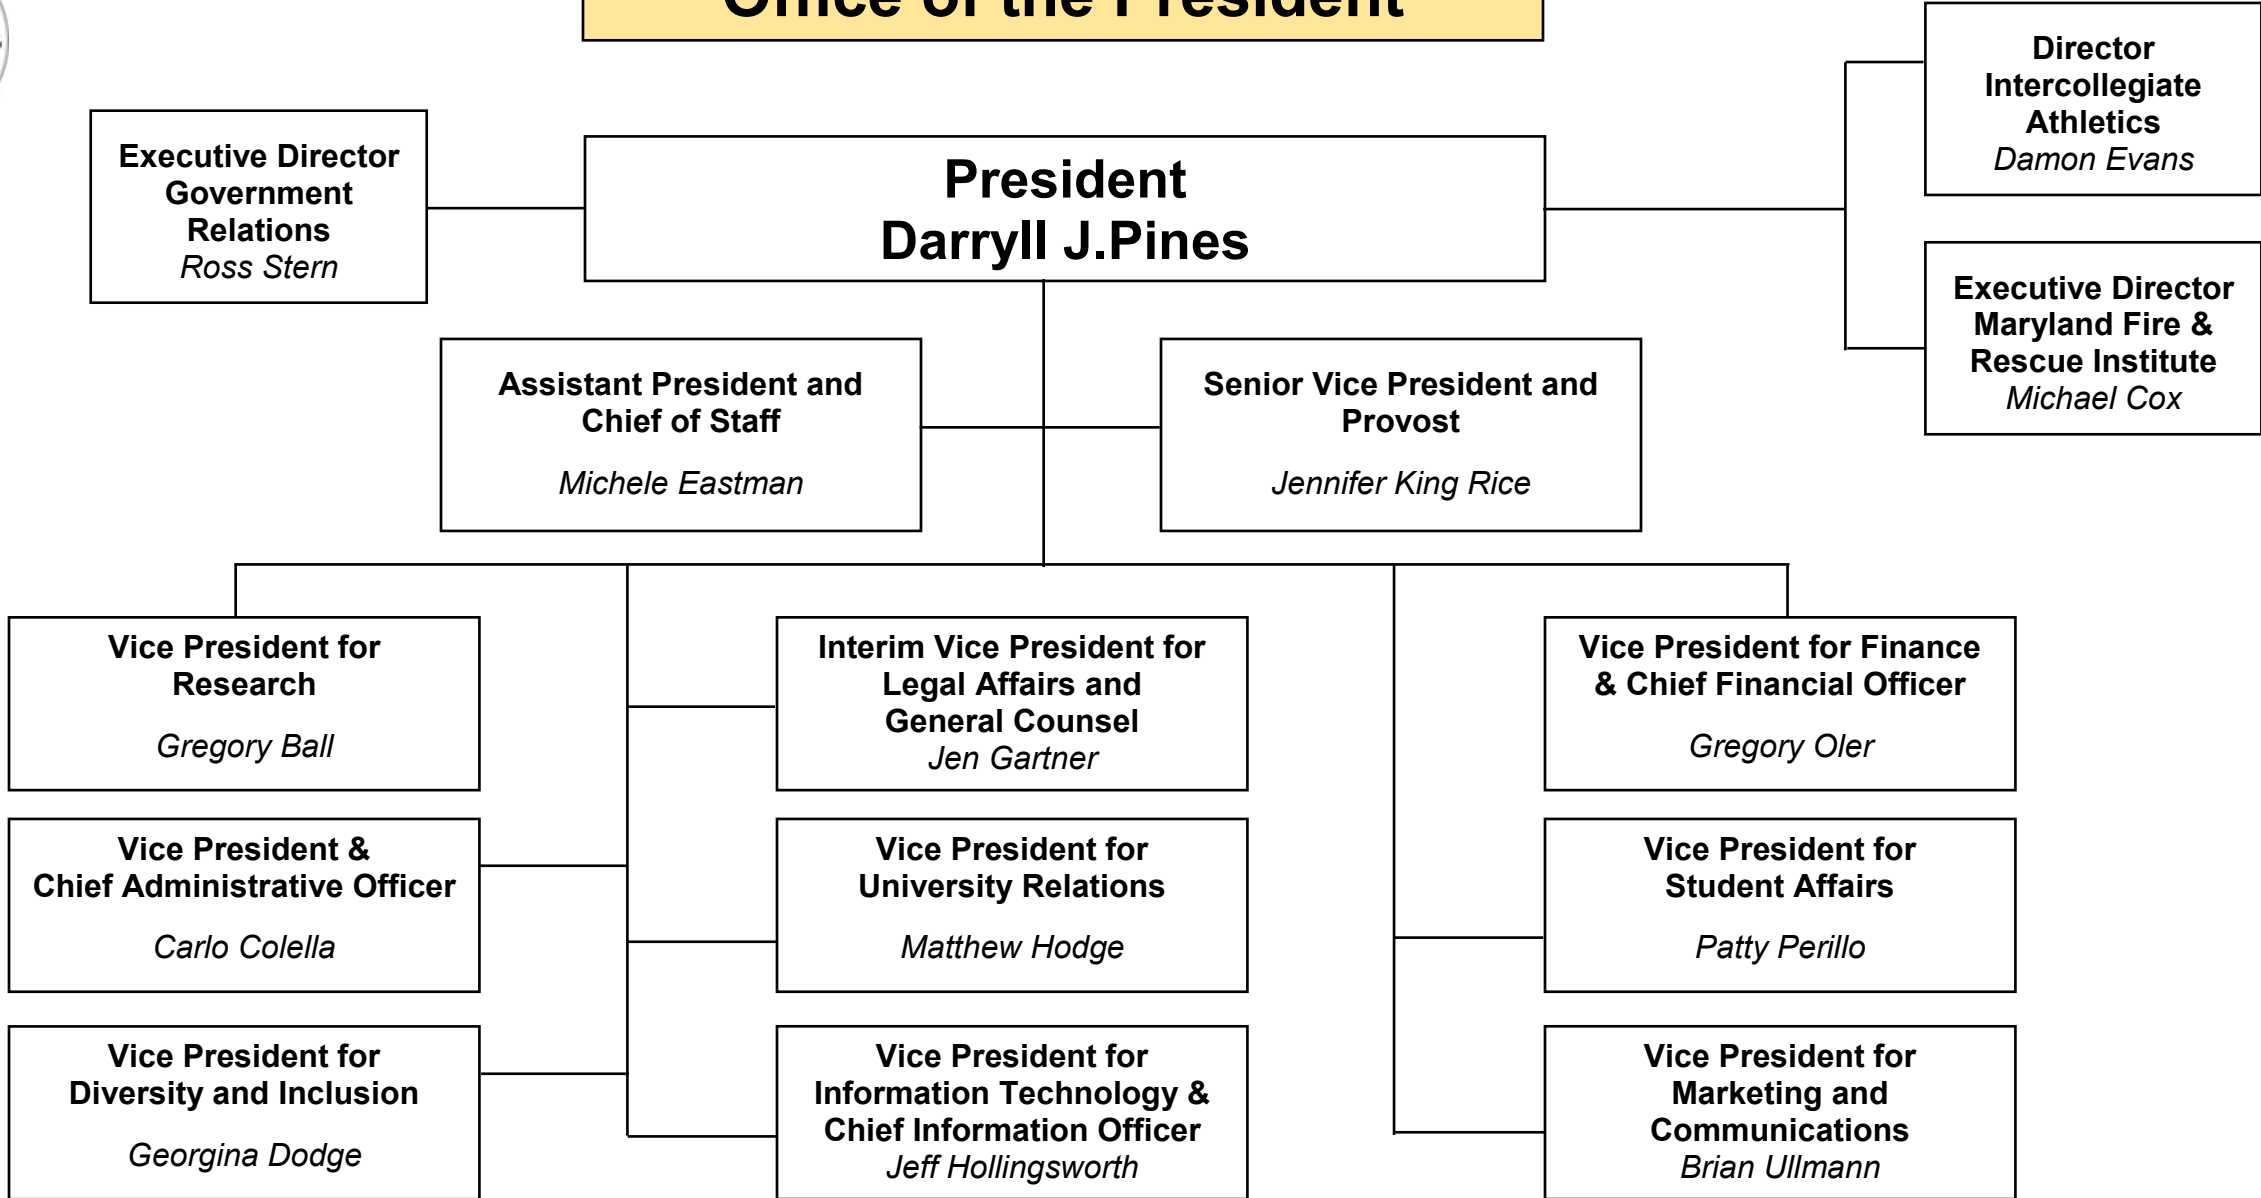 Office of the President
Director
Intercollegiate
Athletics
Damon Evans
Executive Director
Government
Relations
Ross Stern
President
Darryll J.Pines
Executive Director
Maryland Fire &
Rescue Institute
Michael Cox
Assistant President and
Chief of Staff
Michele Eastman
Senior Vice President and
Provost
Jennifer King Rice
Vice President for
Research
Gregory Ball
Interim Vice President for
Legal Affairs and
General Counsel
Jen Gartner
Vice President for Finance
& Chief Financial Officer
Gregory Oler
Vice President &
Chief Administrative Officer
Carlo Colella
Vice President for
University Relations
Matthew Hodge
Vice President for
Student Affairs
Patty Perillo
Vice President for
Diversity and Inclusion
Georgina Dodge
Vice President for
Information Technology &
Chief Information Officer
Jeff Hollingsworth
Vice President for
Marketing and
Communications
Brian Ullmann